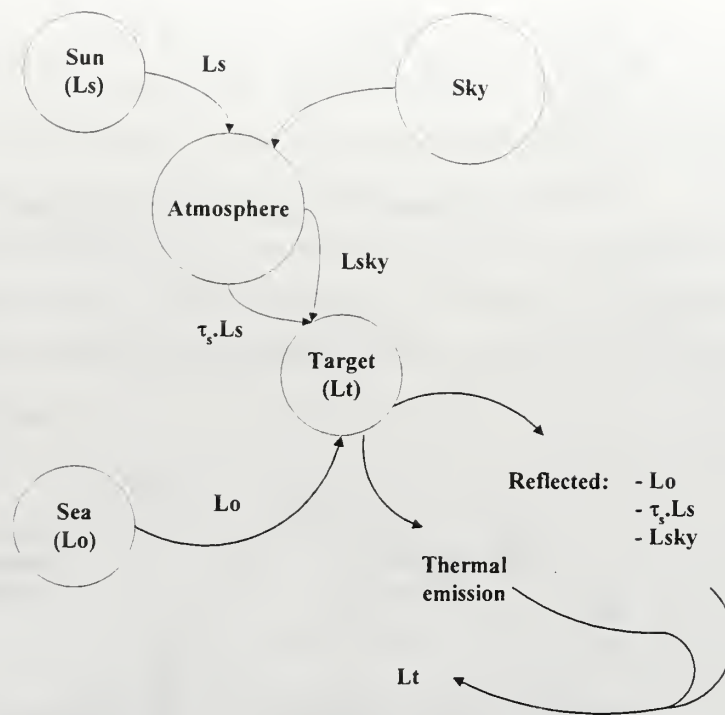 Sun
(Ls)
Ls
Sky
Atmosphere
Lsky
τs.Ls
Target
(Lt)
Lo
Sea
(Lo)
Reflected: - Lo
- τs.Ls
- Lsky
Thermal
emission
Lt